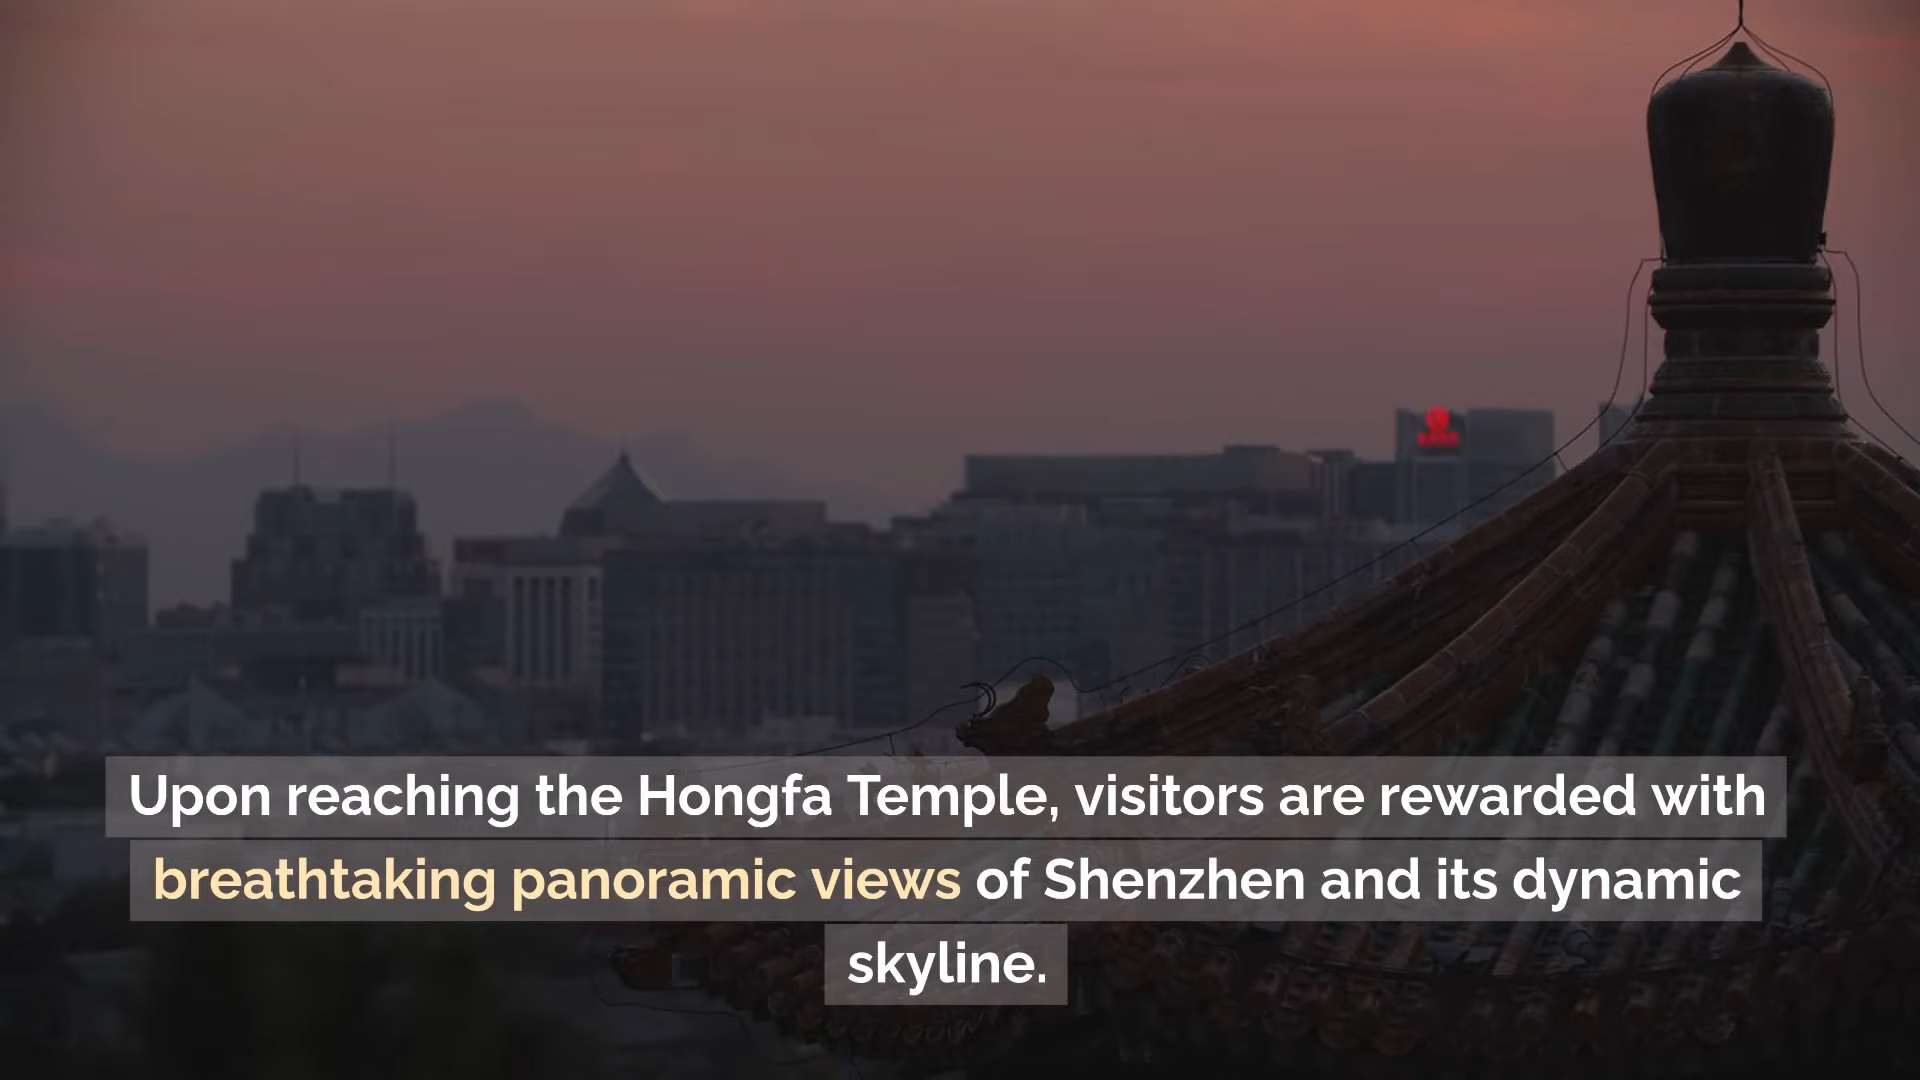 Upon reaching the Hongfa Temple, visitors are rewarded with
breathtaking panoramic views of Shenzhen and its dynamic
skyline.